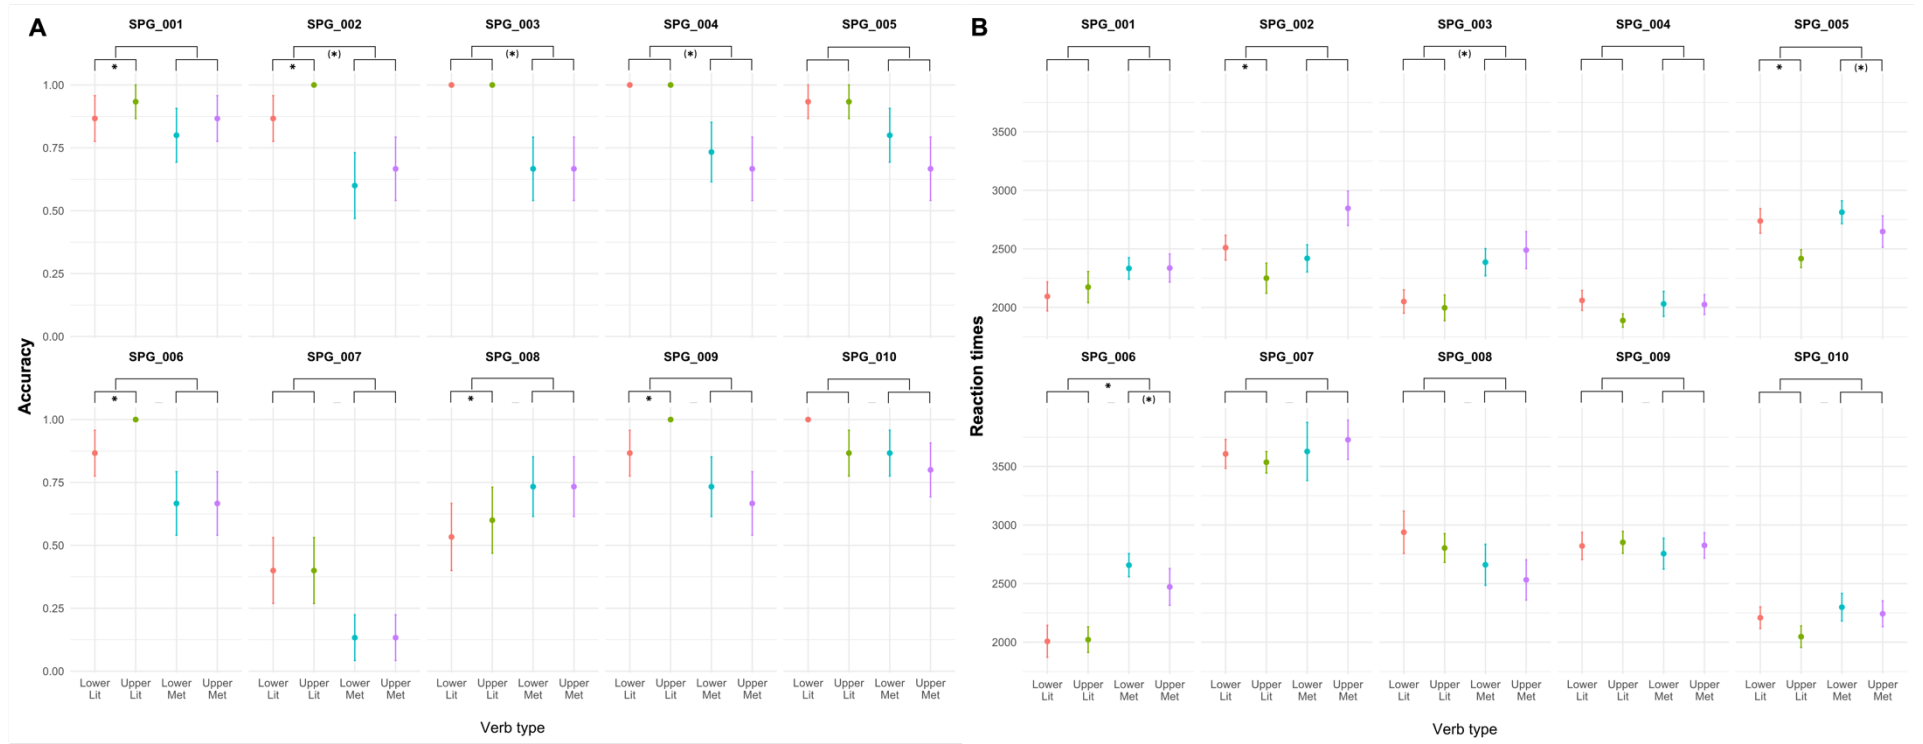 A
SPG_001 SPG_002 SPG_003 SPG_004 SPG_005
(*) (*) (*)
* *
1.00
0.75
0.50
0.25
0.00
Accuracy
SPG_006 SPG_007 SPG_008 SPG_009 SPG_010
* * *
1.00
0.75
0.50
0.25
0.00
Lower Upper Lower Upper Lower Upper Lower Upper Lower Upper Lower Upper Lower Upper Lower Upper Lower Upper Lower Upper
Lit Lit Met Met Lit Lit Met Met Lit Lit Met Met Lit Lit Met Met Lit Lit Met Met
Verb type
B
SPG_001 SPG_002 SPG_003 SPG_004 SPG_005
(*)
* * (*)
3500
3000
2500
2000
Reaction times
SPG_006 SPG_007 SPG_008 SPG_009 SPG_010
*
(*)
3500
3000
2500
2000
Lower Upper Lower Upper Lower Upper Lower Upper Lower Upper Lower Upper Lower Upper Lower Upper Lower Upper Lower Upper
Lit Lit Met Met Lit Lit Met Met Lit Lit Met Met Lit Lit Met Met Lit Lit Met Met
Verb type